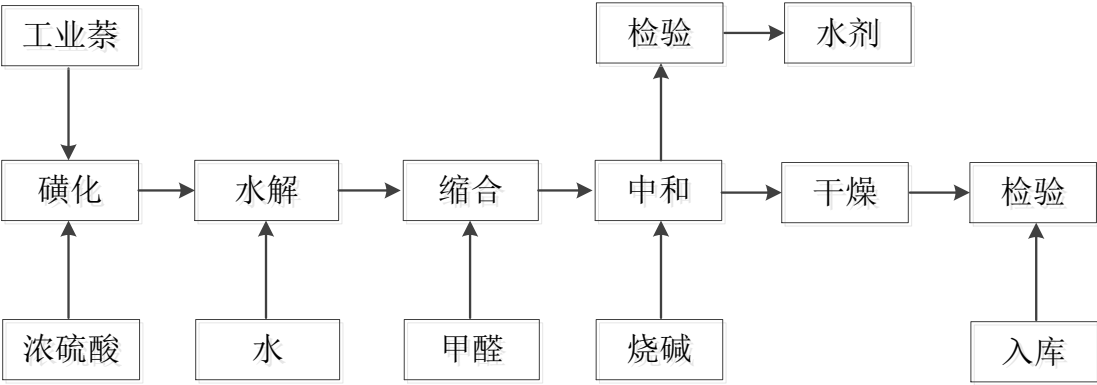 工业萘
检验
水剂
磺化
水解
缩合
中和
干燥
检验
浓硫酸
水
甲醛
烧碱
入库